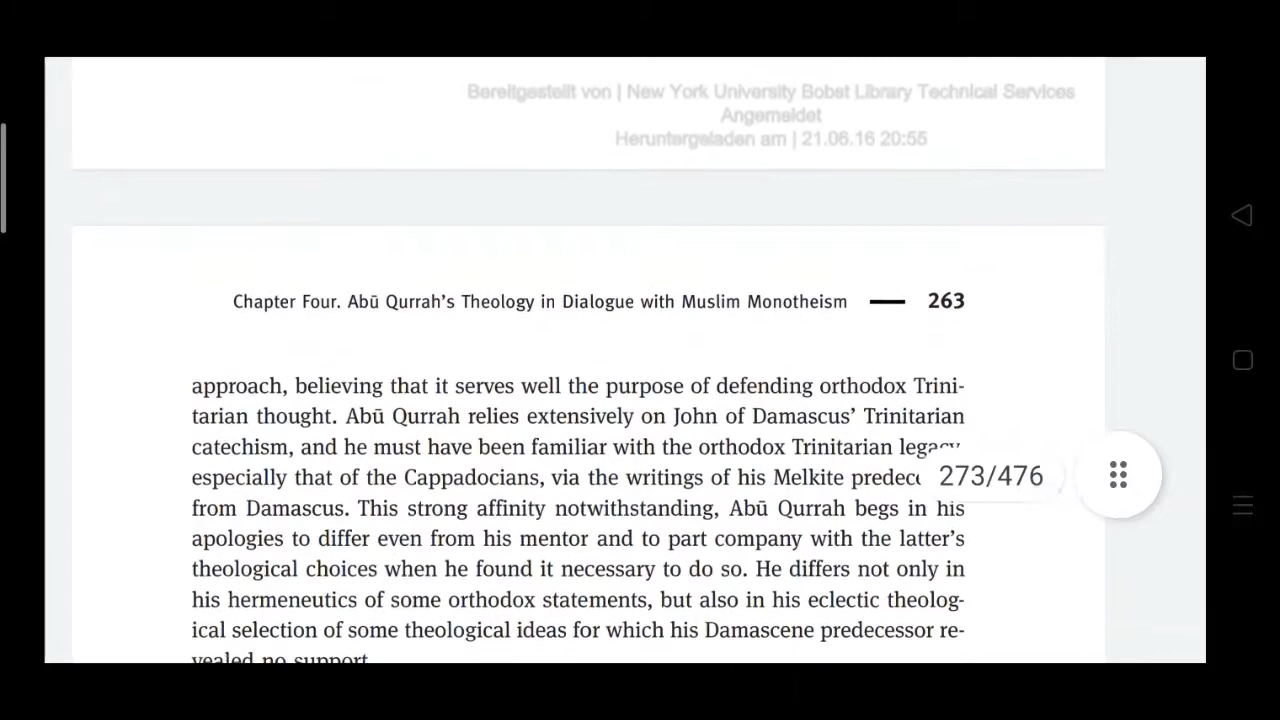 Bereitgestellt von | New York University Bobst Library Technical Services
Angemeldet
Heruntergeladen am | 21.06.16 20:55
Chapter Four. Abū Qurrah's Theology in Dialogue with Muslim Monotheism — 263
approach, believing that it serves well the purpose of defending orthodox Trini-
tarian thought. Abū Qurrah relies extensively on John of Damascus' Trinitarian
catechism, and he must have been familiar with the orthodox Trinitarian legacy,
especially that of the Cappadocians, via the writings of his Melkite
273/476
from Damascus. This strong affinity notwithstanding, Abū Qurrah begs in his
apologies to differ even from his mentor and to part company with the latter's
theological choices when he found it necessary to do so. He differs not only in
his hermeneutics of some orthodox statements, but also in his eclectic theolog-
ical selection of some theological ideas for which his Damascene predecessor re-
vealed no support